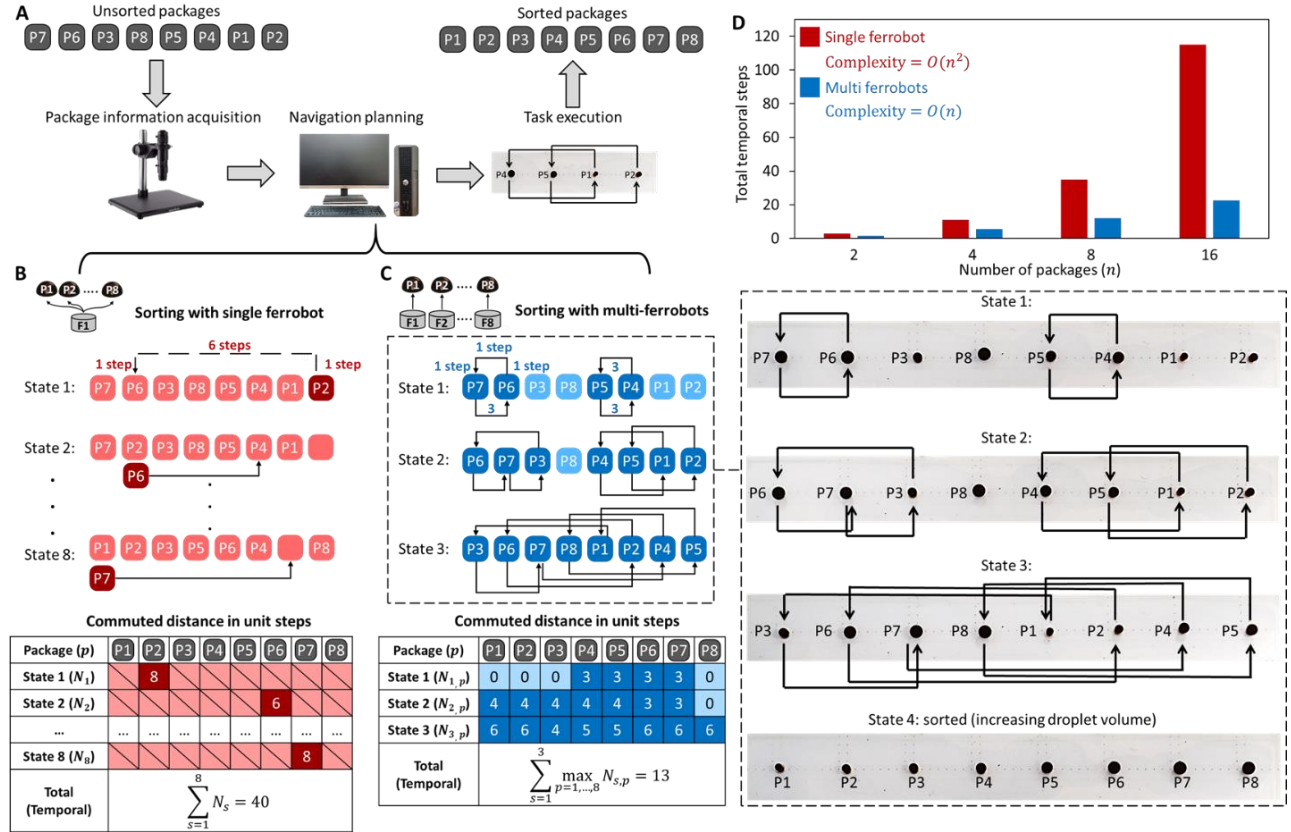 A
Unsorted packages
P7 P6 P3 P8 P5 P4 P1 P2
Sorted packages
P1 P2 P3 P4 P5 P6 P7 P8
Package information acquisition
Navigation planning
Task execution
P4 P5 P1 P2
B
P1 P2 .... P8
F1
Sorting with single ferrobot
6 steps
1 step 1 step
State 1: P7 P6 P3 P8 P5 P4 P1 P2
State 2: P7 P2 P3 P8 P5 P4 P1
P6
State 8: P1 P2 P3 P5 P6 P4 P8
P7
Commuted distance in unit steps
Package (p) P1 P2 P3 P4 P5 P6 P7 P8
State 1 (N₁) 8
State 2 (N₂) 6
... ... ... ... ... ... ... ... ...
State 8 (N₈) 8
Total (Temporal) ∑_{s=1}^{8} N_s = 40
C
P1 P2 .... P8
F1 F2 .... F8
Sorting with multi-ferrobots
1 step
1 step 1 step 3
State 1: P7 P6 P3 P8 P5 P4 P1 P2
3 3
State 2: P6 P7 P3 P8 P4 P5 P1 P2
State 3: P3 P6 P7 P8 P1 P2 P4 P5
Commuted distance in unit steps
Package (p) P1 P2 P3 P4 P5 P6 P7 P8
State 1 (N₁,p) 0 0 0 3 3 3 3 0
State 2 (N₂,p) 4 4 4 4 4 3 3 0
State 3 (N₃,p) 6 6 4 5 5 6 6 6
Total (Temporal) ∑_{s=1}^{3} max_{p=1,...,8} N_{s,p} = 13
D
Total temporal steps
120
100
80
60
40
20
0
Single ferrobot
Complexity = O(n²)
Multi ferrobots
Complexity = O(n)
2 4 8 16
Number of packages (n)
State 1:
P7 P6 P3 P8 P5 P4 P1 P2
State 2:
P6 P7 P3 P8 P4 P5 P1 P2
State 3:
P3 P6 P7 P8 P1 P2 P4 P5
State 4: sorted (increasing droplet volume)
P1 P2 P3 P4 P5 P6 P7 P8